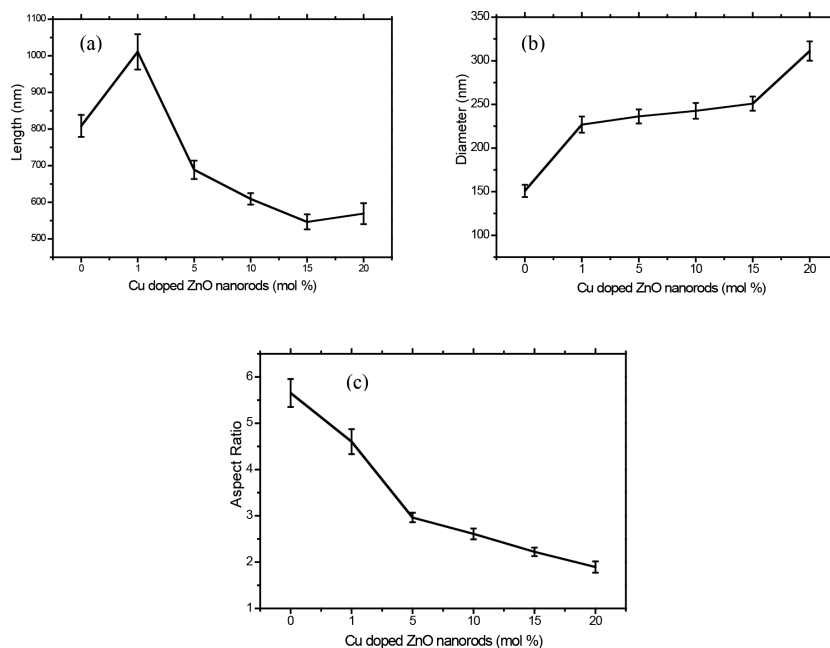 (a)
1100
1000
900
800
700
600
500
Length (nm)
0 1 5 10 15 20
Cu doped ZnO nanorods (mol %)
(b)
350
300
250
200
150
100
Diameter (nm)
0 1 5 10 15 20
Cu doped ZnO nanorods (mol %)
(c)
6
5
4
3
2
1
Aspect Ratio
0 1 5 10 15 20
Cu doped ZnO nanorods (mol %)